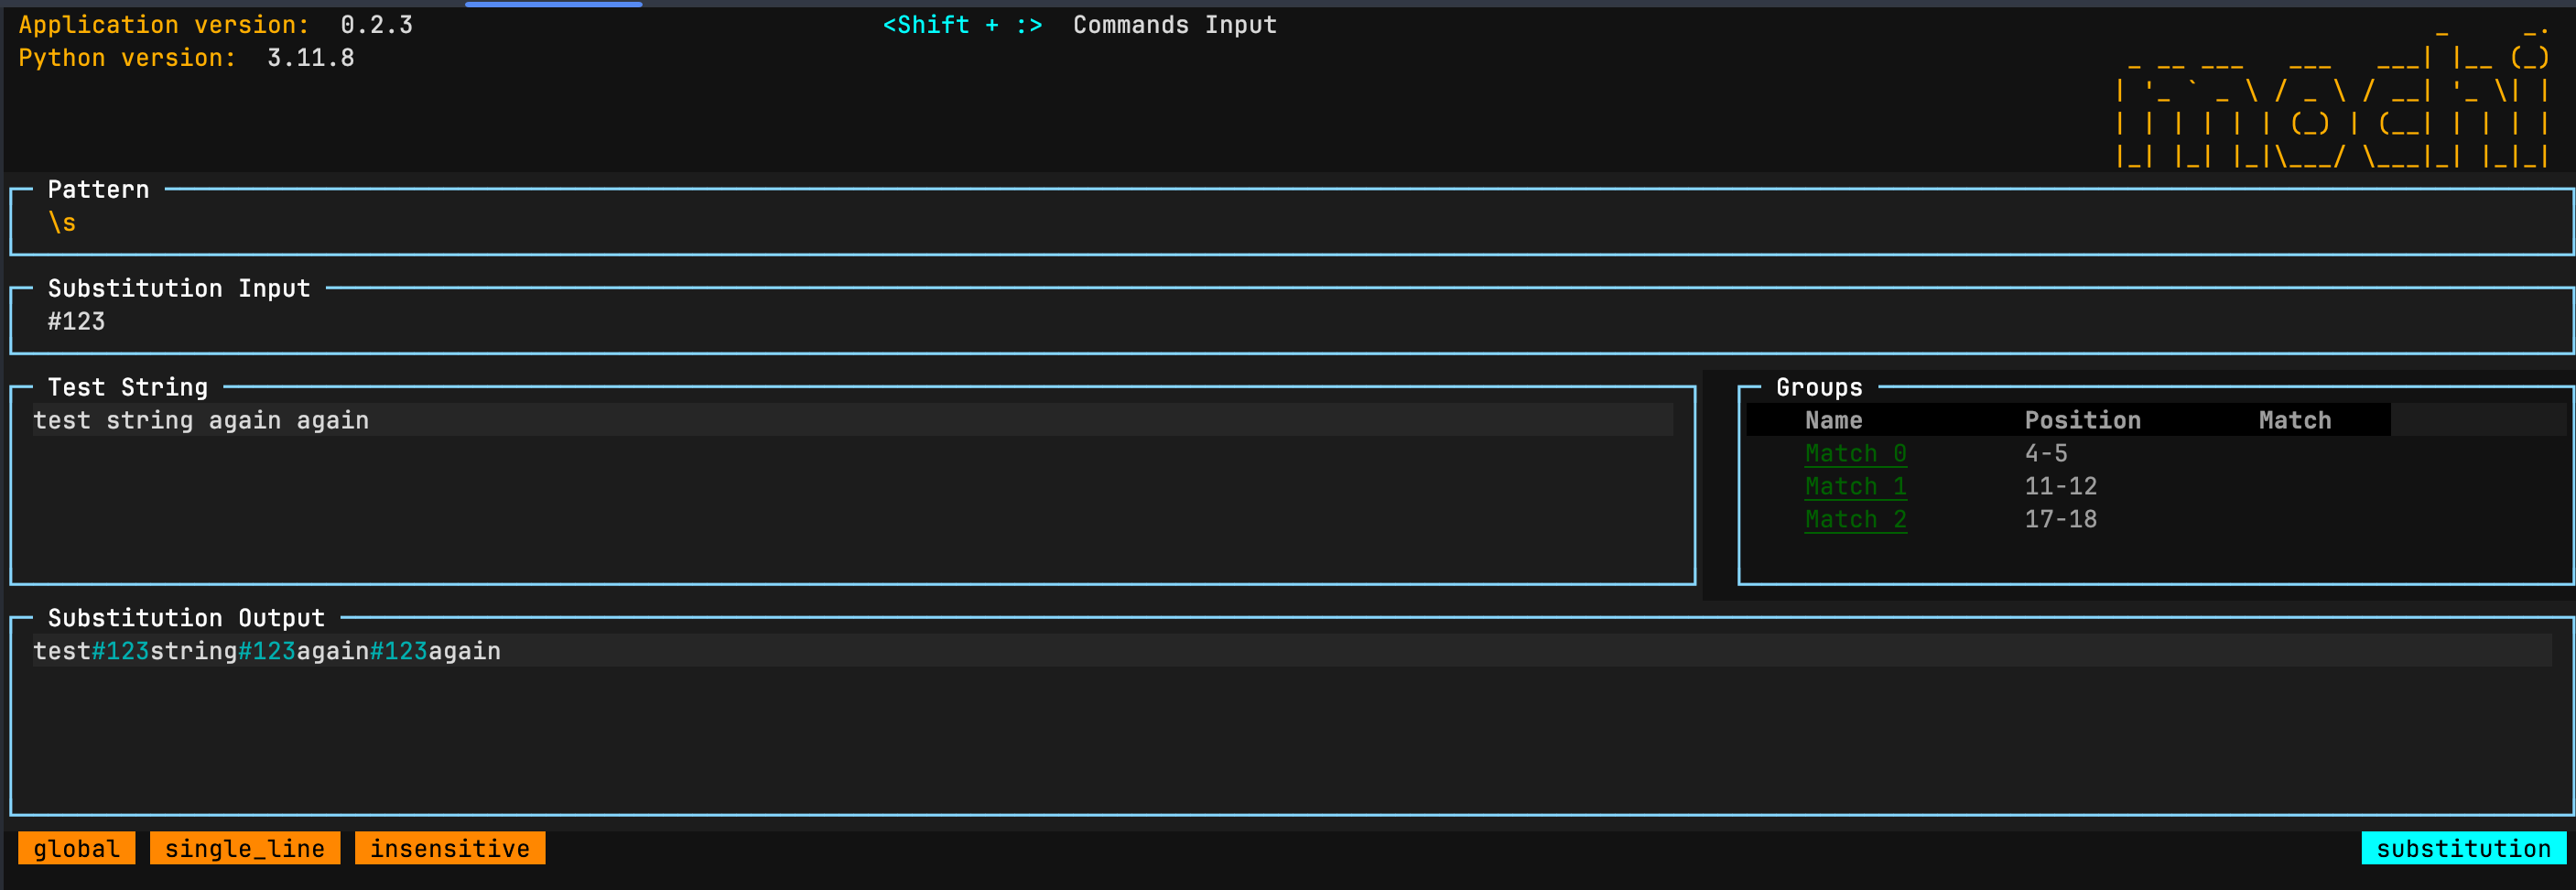 Application version: 0.2.3
<Shift + :> Commands Input
Python version: 3.11.8
mochi
Pattern
\s
Substitution Input
#123
Test String
test string again again
Groups
Name Position Match
Match 0 4-5
Match 1 11-12
Match 2 17-18
Substitution Output
test#123string#123again#123again
global single_line insensitive substitution